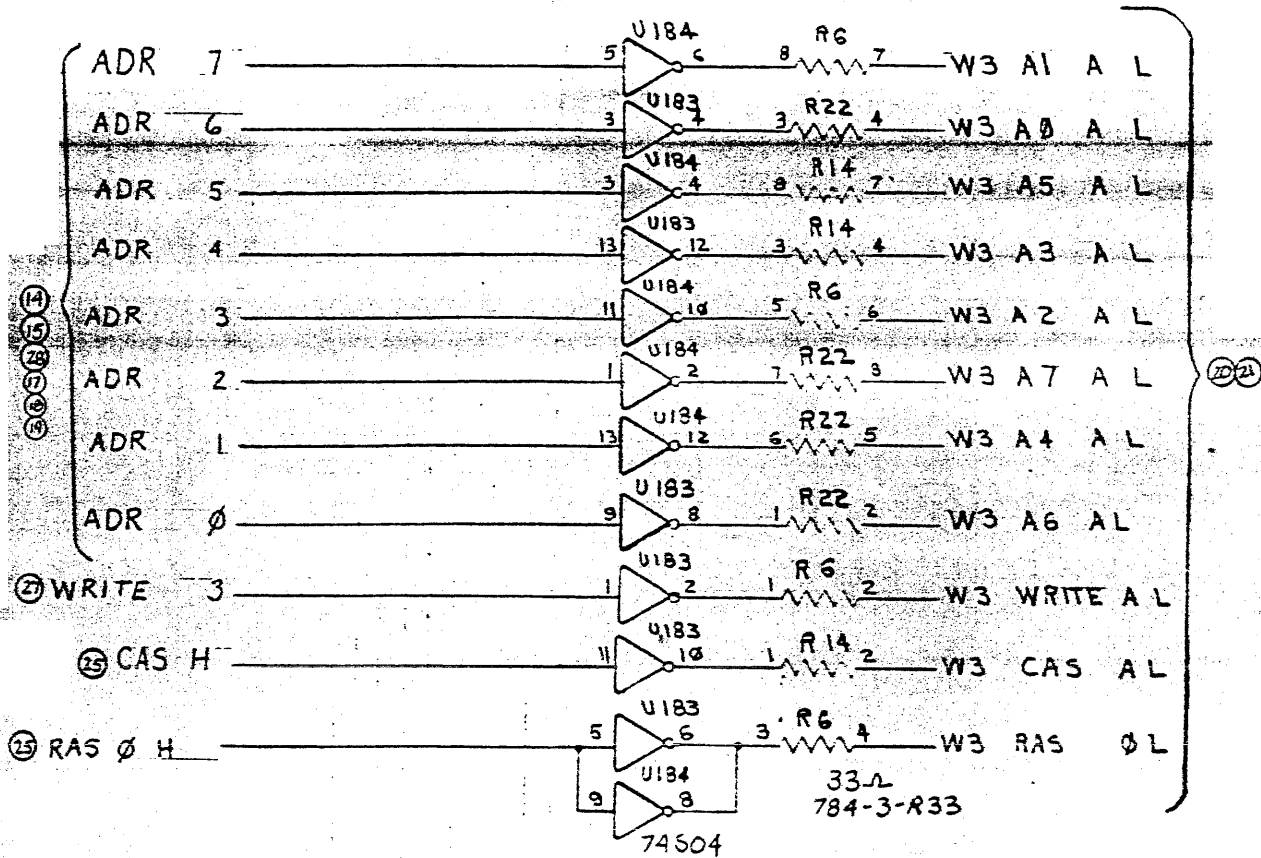 U184 R6
ADR 7 5 6 8 7 W3 A1 A L
U183 R22
ADR 6 3 4 3 4 W3 AØ A L
U184 R14
ADR 5 3 4 8 7 W3 A5 A L
U183 R14
ADR 4 13 12 3 4 W3 A3 A L
U184 R6
ADR 3 11 10 5 6 W3 A2 A L
U184 R22
ADR 2 1 2 7 W3 A7 A L
U184 R22
ADR 1 13 12 6 5 W3 A4 A L
U183 R22
ADR Ø 9 8 1 2 W3 A6 AL
14
15
28
17
18
19
20 21
U183 R6
27 WRITE 3 1 2 1 2 W3 WRITE A L
U183 R14
25 CAS H 11 10 1 2 W3 CAS A L
U183 R6
25 RAS Ø H 5 6 3 4 W3 RAS Ø L
U184 33Ω
9 8 784-3-R33
74S04